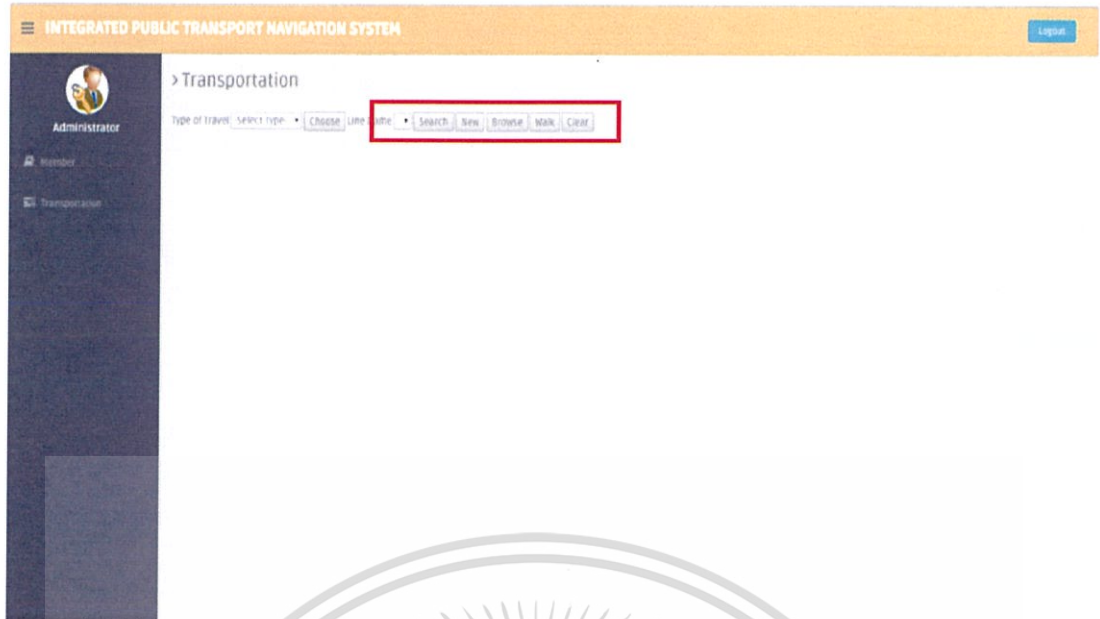 INTEGRATED PUBLIC TRANSPORT NAVIGATION SYSTEM
Logout
> Transportation
Type of Travel Select Type Choose Line Name Search New Browse Walk Clear
Administrator
Member
Transportation